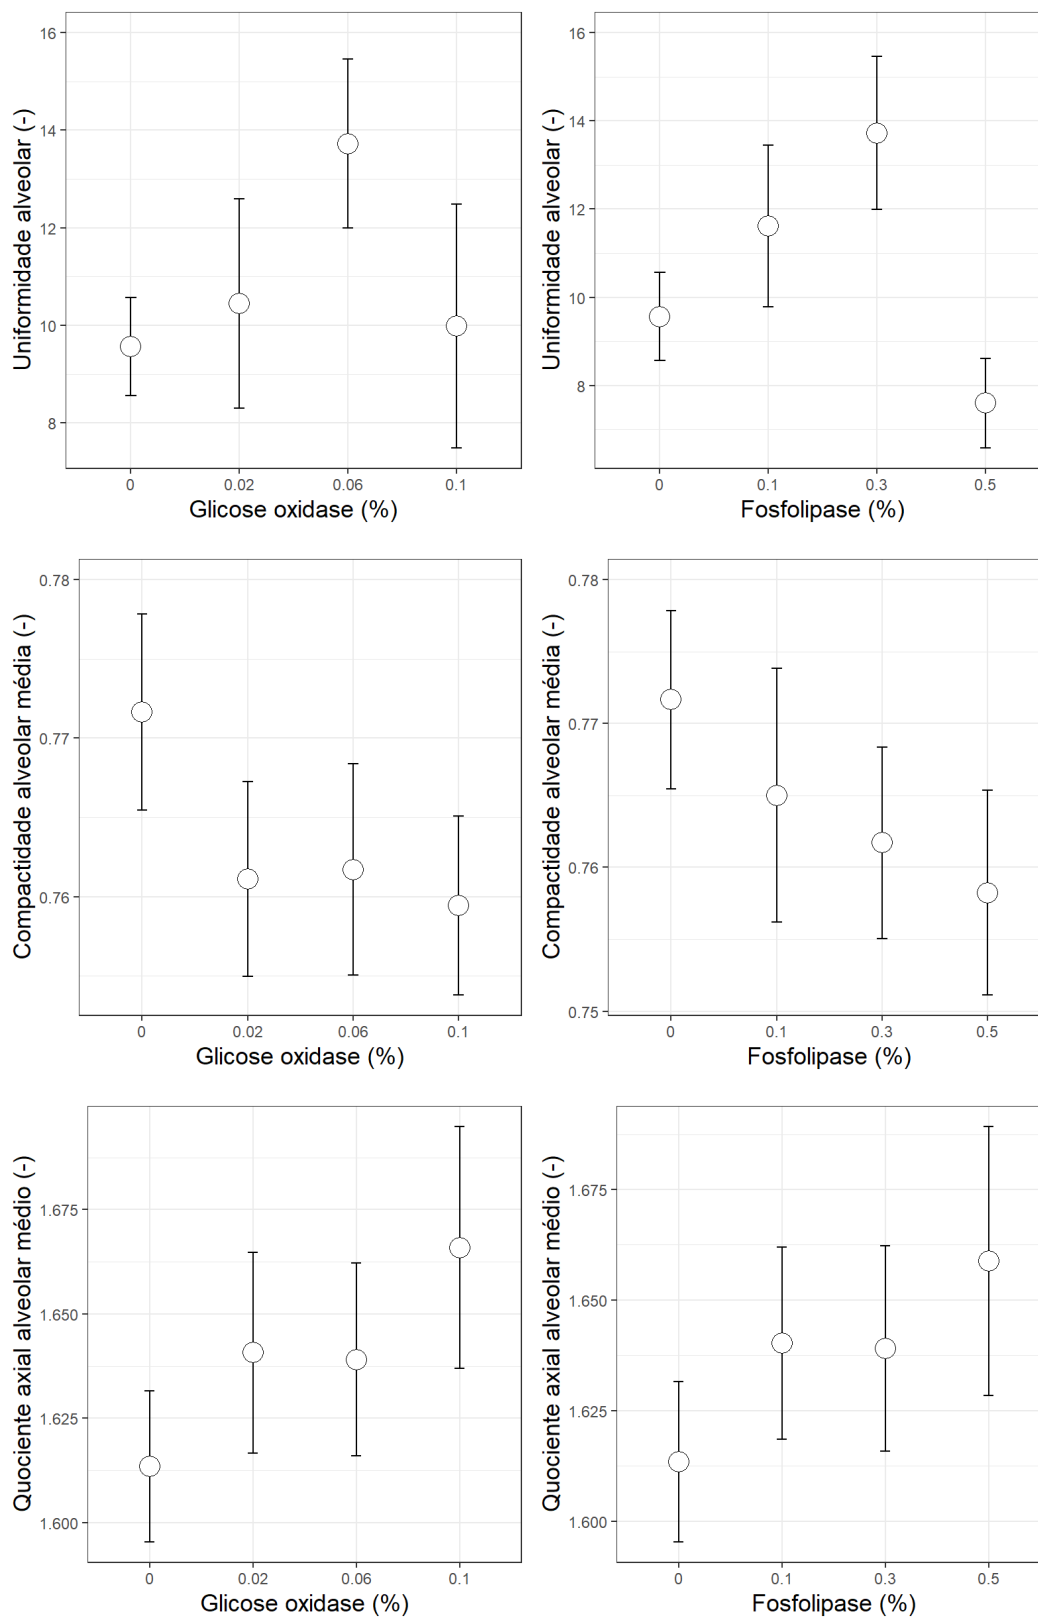 Uniformidade alveolar (-)
16
14
12
10
8
0 0.02 0.06 0.1
Glicose oxidase (%)
Uniformidade alveolar (-)
16
14
12
10
8
0 0.1 0.3 0.5
Fosfolipase (%)
Compactidade alveolar média (-)
0.78
0.77
0.76
0 0.02 0.06 0.1
Glicose oxidase (%)
Compactidade alveolar média (-)
0.78
0.77
0.76
0.75
0 0.1 0.3 0.5
Fosfolipase (%)
Quociente axial alveolar médio (-)
1.675
1.650
1.625
1.600
0 0.02 0.06 0.1
Glicose oxidase (%)
Quociente axial alveolar médio (-)
1.675
1.650
1.625
1.600
0 0.1 0.3 0.5
Fosfolipase (%)